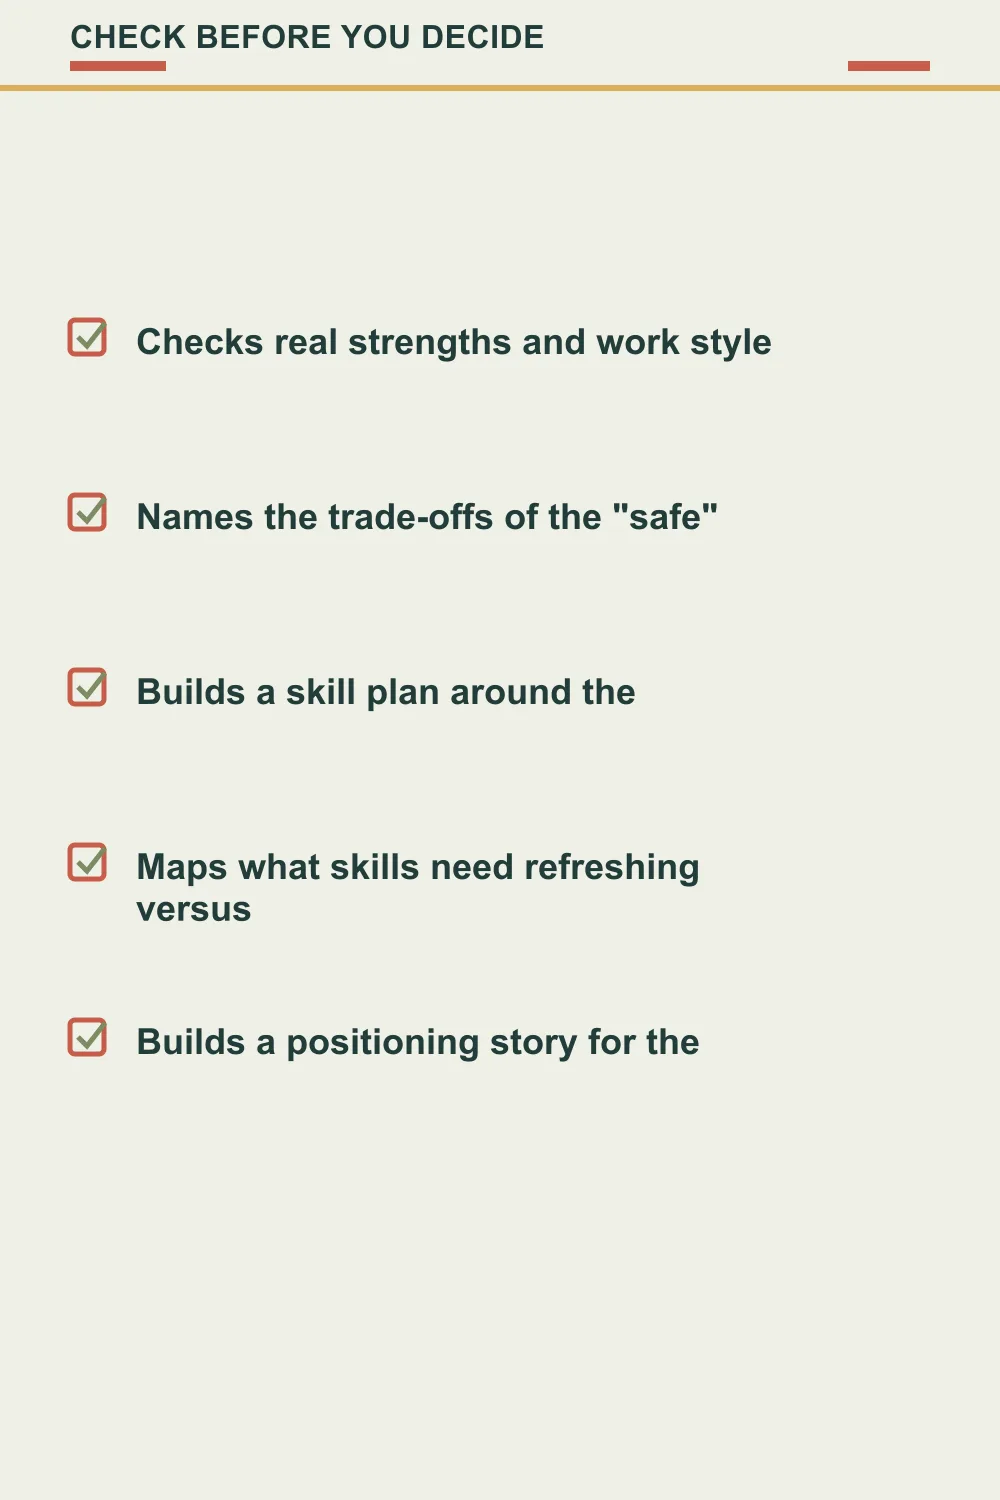 CHECK BEFORE YOU DECIDE
Checks real strengths and work style
Names the trade-offs of the "safe"
Builds a skill plan around the
Maps what skills need refreshing
versus
Builds a positioning story for the